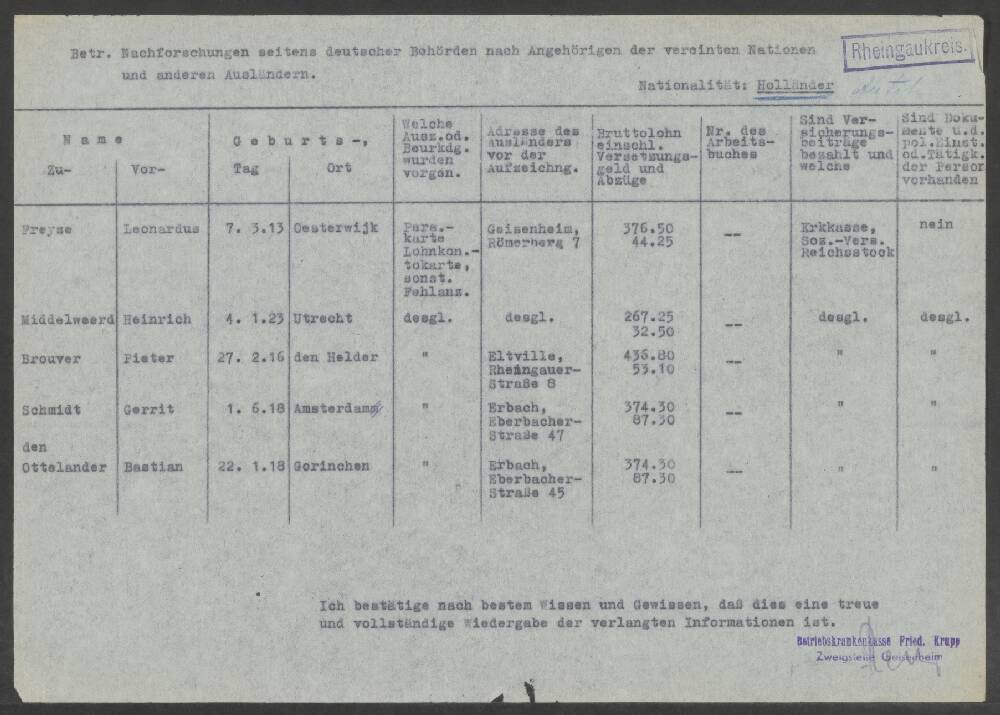 Betr. Nachforschungen seitens deutscher Behörden nach Angehörigen der vereinten Nationen
und anderen Ausländern.
Rheingaukreis.
Nationalität: Holländer
Name
Zu-
Vor-
Geburts-,
Tag
Ort
Welche
Ausz.od.
Beurkdg.
wurden
vorgen.
Adresse des
Ausländers
vor der
Aufzeichng.
Bruttolohn
einschl.
Versetzungs-
geld und
Abzüge
Nr. des
Arbeits-
buches
Sind Ver-
sicherungs-
beiträge
bezahlt und
welche
Sind Doku-
mente u.d.
pol.Einst.
od.Tätigk.
der Person
vorhanden
Freyse Leonardus 7. 3.13 Oesterwijk Pers.- Geisenheim, 376.50 -- Krkkasse, nein
karte Römerberg 7 44.25 Soz.-Vers.
Lohnkon.- Reichsstock
tokarte,
sonst.
Fehlanz.
Middelweerd Heinrich 4. 1.23 Utrecht desgl. desgl. 267.25 -- desgl. desgl.
32.50
Brouver Pieter 27. 2.16 den Helder " Eltville, 436.80 -- " "
Rheingauer- 53.10
Straße 8
Schmidt Gerrit 1. 6.18 Amsterdam " Erbach, 374.30 -- " "
Eberbacher- 87.30
Straße 47
den
Ottelander Bastian 22. 1.18 Gorinchen " Erbach, 374.30 -- " "
Eberbacher- 87.30
Straße 45
Ich bestätige nach bestem Wissen und Gewissen, daß dies eine treue
und vollständige Wiedergabe der verlangten Informationen ist.
Betriebskrankenkasse Fried. Krupp
Zweigstelle Geisenheim